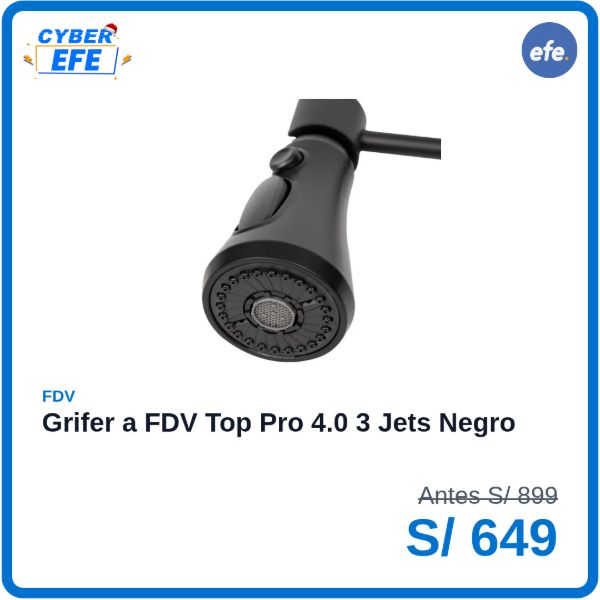 CYBER
EFE
efe.
FDV
Grifer a FDV Top Pro 4.0 3 Jets Negro
Antes S/ 899
S/ 649